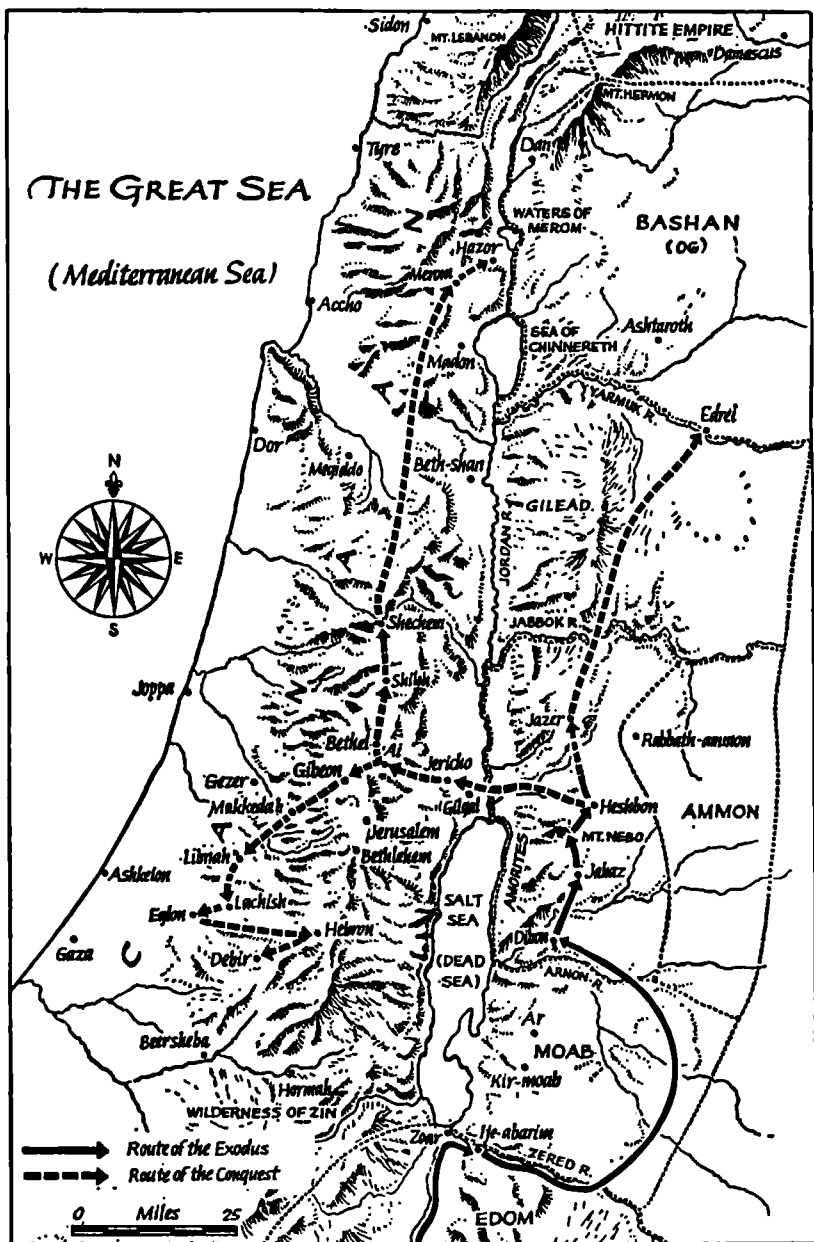 Sidon
MT. LEBANON
HITTITE EMPIRE
Damascus
MT. HERMON
Tyre
Dan
THE GREAT SEA
(Mediterranean Sea)
WATERS OF
MEROM
BASHAN
(OG)
Hazor
Merom
N
Accho
SEA OF
CHINNERETH
Ashtaroth
Madon
A
YARMUK R.
Edrei
Dor
Megiddo
Beth-shan
GILEAD
JORDAN R.
N
W
E
S
A
Shechem
JABBOK R.
Joppa
Shiloh
N
Jazer
Rabbath-ammon
Bethel
Ai
Jericho
Gibeon
Gezer
Makkedah
Gilgal
Heshbon
AMMON
A
Jerusalem
MT. NEBO
Libnah
Bethlehem
Ashkelon
AMORITES
Jahaz
Lachish
Eglon
SALT
SEA
Hebron
Dibon
Gaza
C
Debir
(DEAD
SEA)
ARNON R.
Ar
MOAB
Beersheba
Kir-moab
Hormah
WILDERNESS OF ZIN
Zoar
Ije-abarim
ZERED R.
Route of the Exodus
Route of the Conquest
0 Miles 25
EDOM